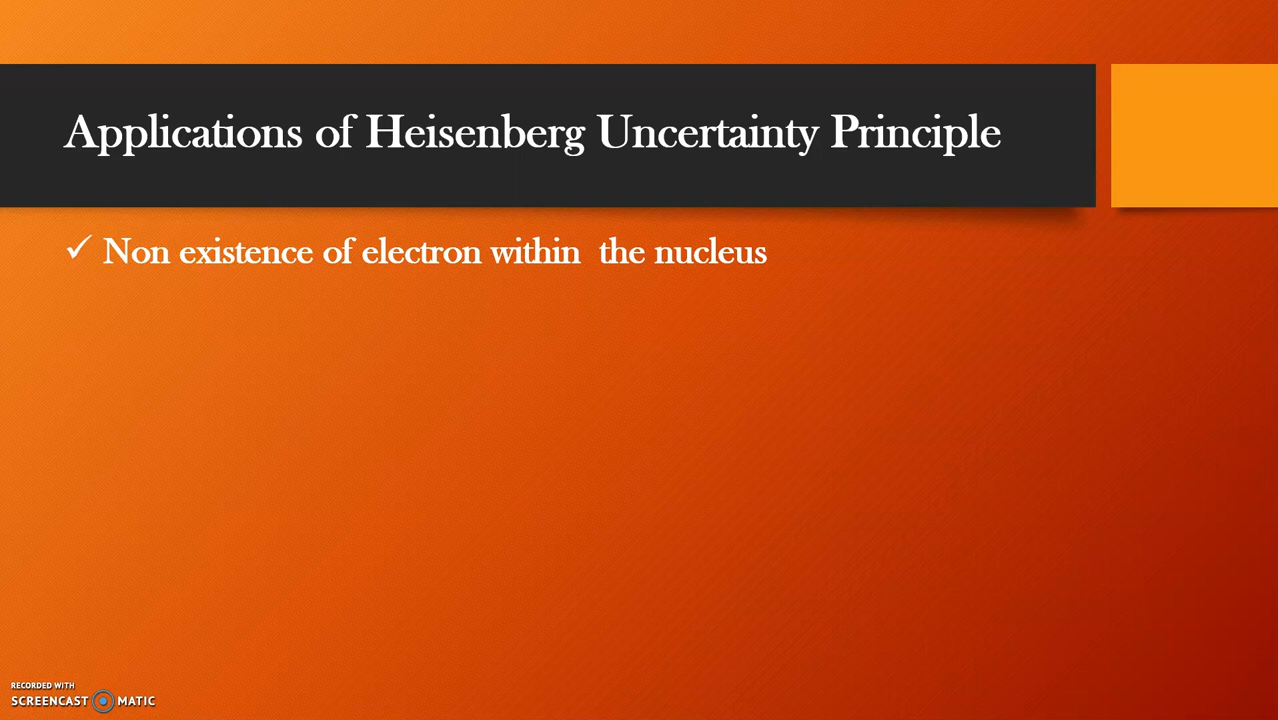 Applications of Heisenberg Uncertainty Principle
✓ Non existence of electron within the nucleus
RECORDED WITH
SCREENCAST MATIC